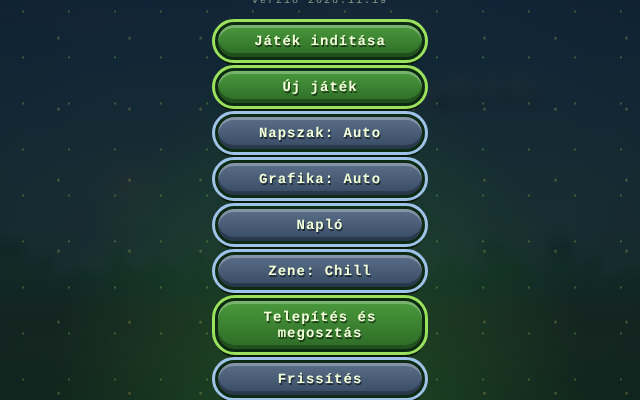 Játék indítása
Új játék
Napszak: Auto
Grafika: Auto
Napló
Zene: Chill
Telepítés és
megosztás
Frissítés